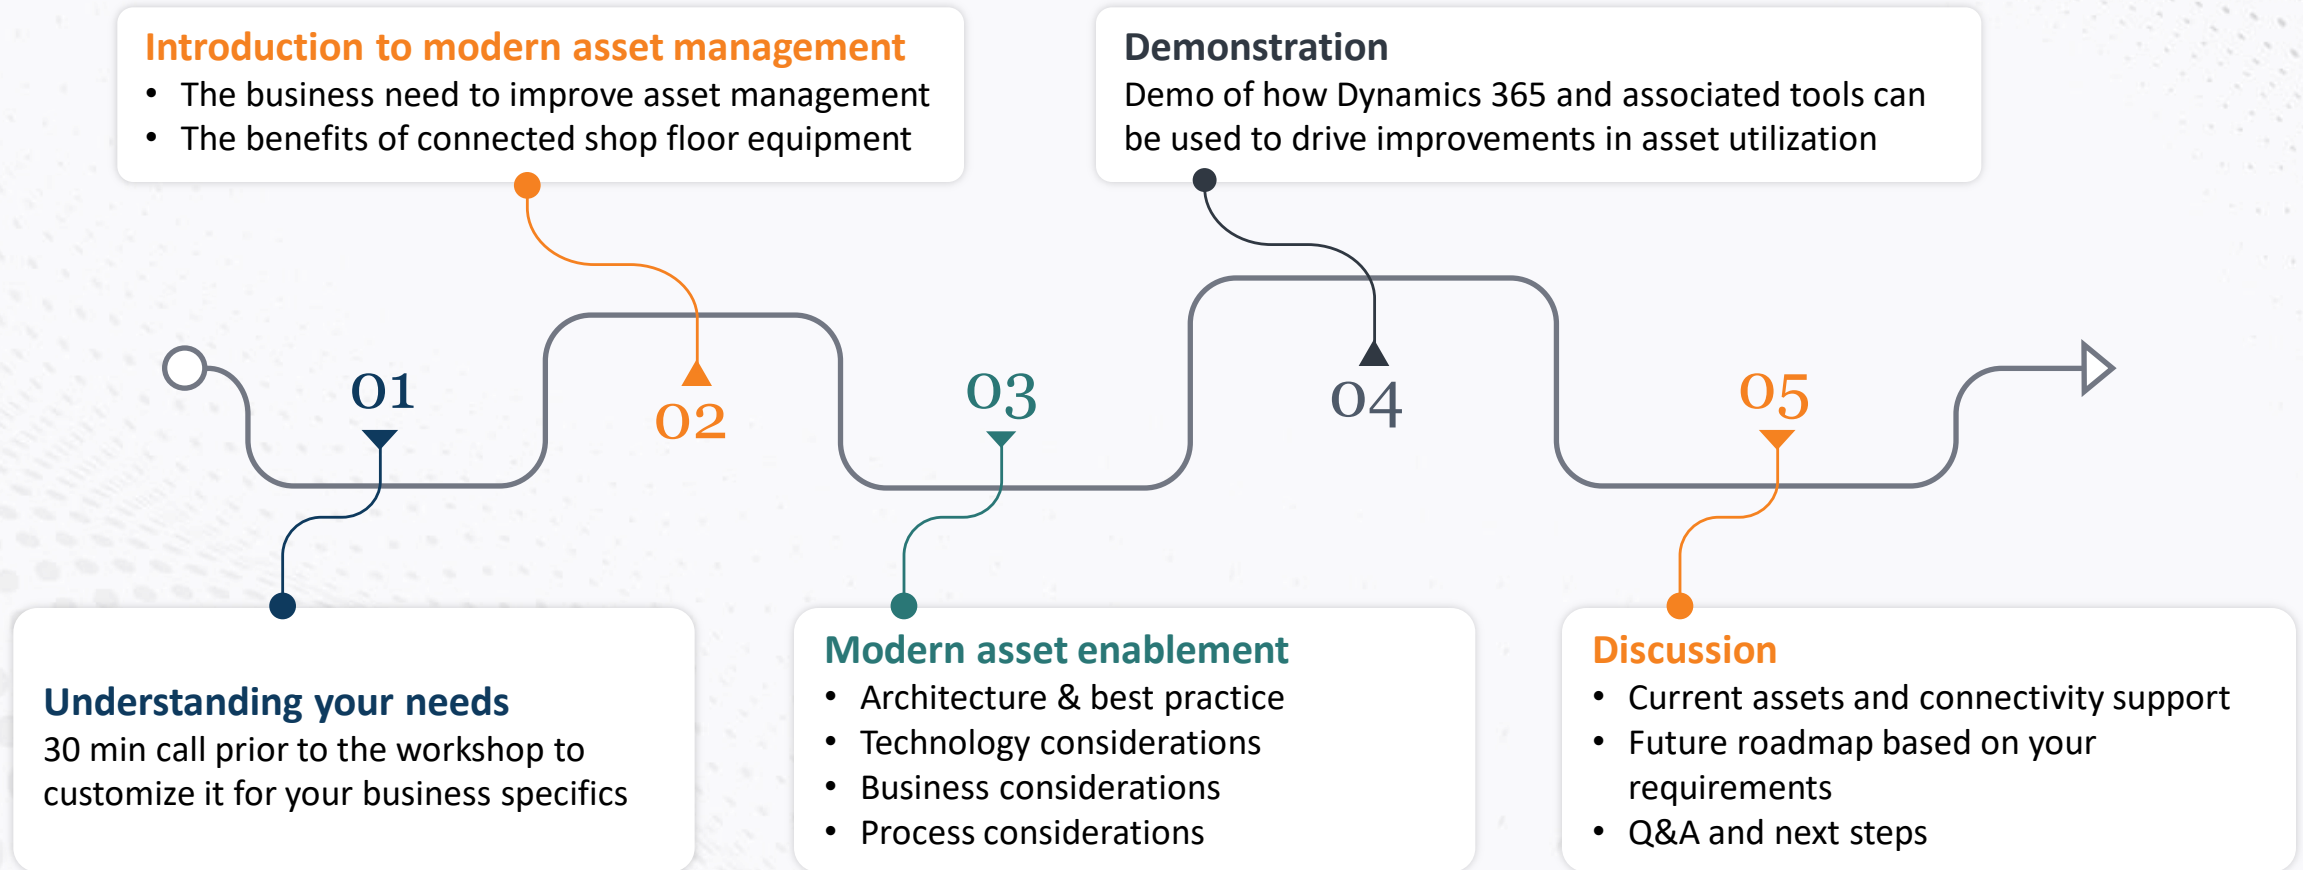 Introduction to modern asset management
• The business need to improve asset management
• The benefits of connected shop floor equipment
Demonstration
Demo of how Dynamics 365 and associated tools can
be used to drive improvements in asset utilization
01
02
03
04
05
Understanding your needs
30 min call prior to the workshop to
customize it for your business specifics
Modern asset enablement
• Architecture & best practice
• Technology considerations
• Business considerations
• Process considerations
Discussion
• Current assets and connectivity support
• Future roadmap based on your
requirements
• Q&A and next steps